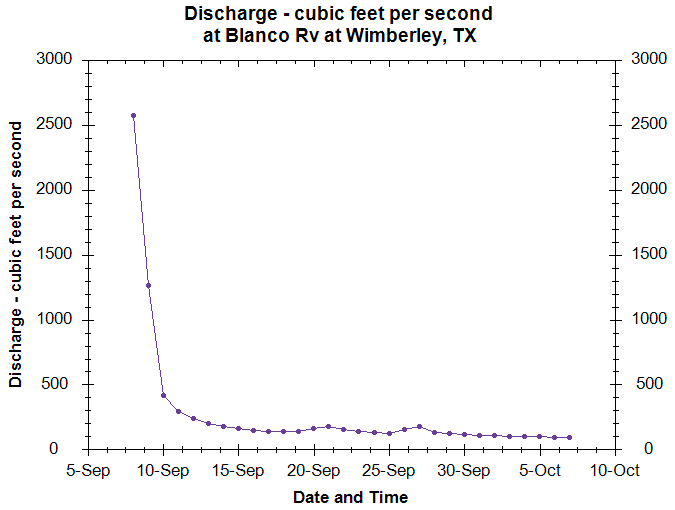 Discharge - cubic feet per second
at Blanco Rv at Wimberley, TX
3000 3000
2500 2500
2000 2000
1500 1500
1000 1000
500 500
0 0
Discharge - cubic feet per second
5-Sep 10-Sep 15-Sep 20-Sep 25-Sep 30-Sep 5-Oct 10-Oct
Date and Time